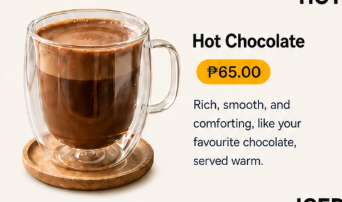 Hot Chocolate
₱65.00
Rich, smooth, and
comforting, like your
favourite chocolate,
served warm.